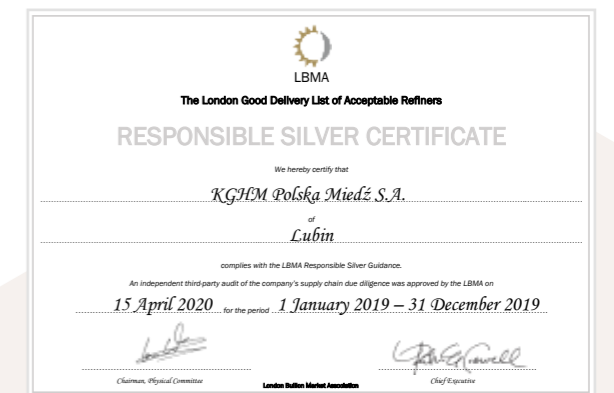 LBMA
The London Good Delivery List of Acceptable Refiners
RESPONSIBLE SILVER CERTIFICATE
We hereby certify that
KGHM Polska Miedź S.A.
of
Lubin
complies with the LBMA Responsible Silver Guidance.
An independent third-party audit of the company's supply chain due diligence was approved by the LBMA on
15 April 2020 for the period 1 January 2019 – 31 December 2019
Chairman, Physical Committee
London Bullion Market Association
Chief Executive